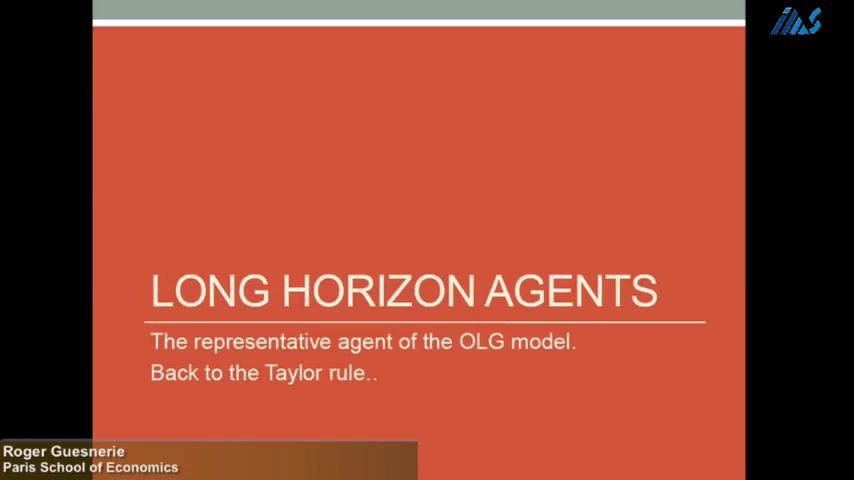 LONG HORIZON AGENTS
The representative agent of the OLG model.
Back to the Taylor rule..
Roger Guesnerie
Paris School of Economics